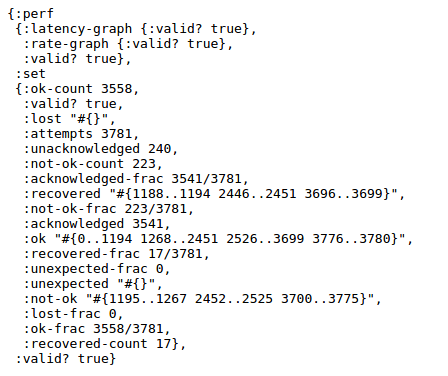 {:perf
 {:latency-graph {:valid? true},
  :rate-graph {:valid? true},
  :valid? true},
 :set
 {:ok-count 3558,
  :valid? true,
  :lost "#{}",
  :attempts 3781,
  :unacknowledged 240,
  :not-ok-count 223,
  :acknowledged-frac 3541/3781,
  :recovered "#{1188..1194 2446..2451 3696..3699}",
  :not-ok-frac 223/3781,
  :acknowledged 3541,
  :ok "#{0..1194 1268..2451 2526..3699 3776..3780}",
  :recovered-frac 17/3781,
  :unexpected-frac 0,
  :unexpected "#{}",
  :not-ok "#{1195..1267 2452..2525 3700..3775}",
  :lost-frac 0,
  :ok-frac 3558/3781,
  :recovered-count 17},
 :valid? true}